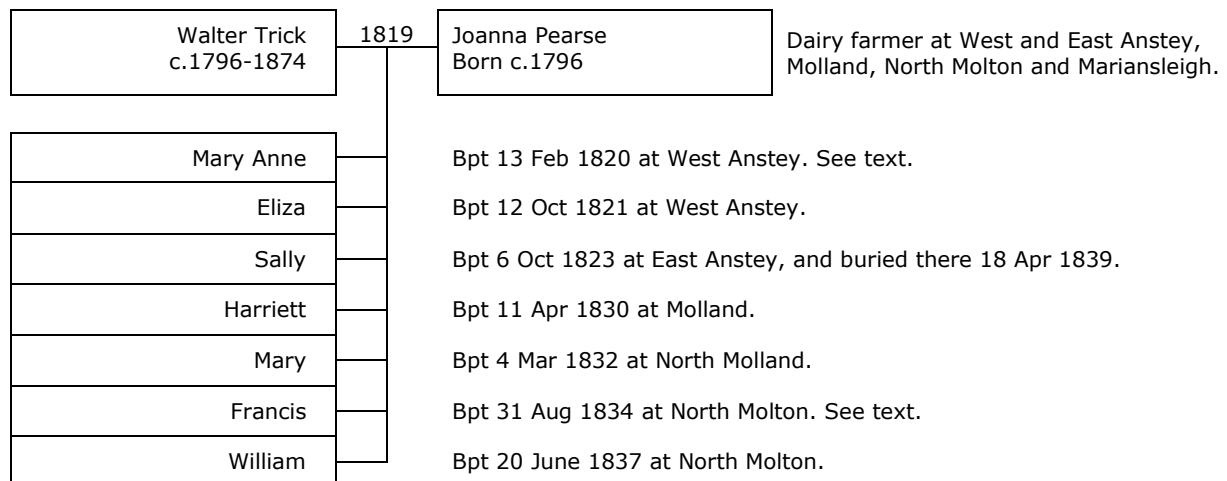 Walter Trick
c.1796-1874
1819
Joanna Pearse
Born c.1796
Dairy farmer at West and East Anstey,
Molland, North Molton and Mariansleigh.
Mary Anne Bpt 13 Feb 1820 at West Anstey. See text.
Eliza Bpt 12 Oct 1821 at West Anstey.
Sally Bpt 6 Oct 1823 at East Anstey, and buried there 18 Apr 1839.
Harriett Bpt 11 Apr 1830 at Molland.
Mary Bpt 4 Mar 1832 at North Molland.
Francis Bpt 31 Aug 1834 at North Molton. See text.
William Bpt 20 June 1837 at North Molton.